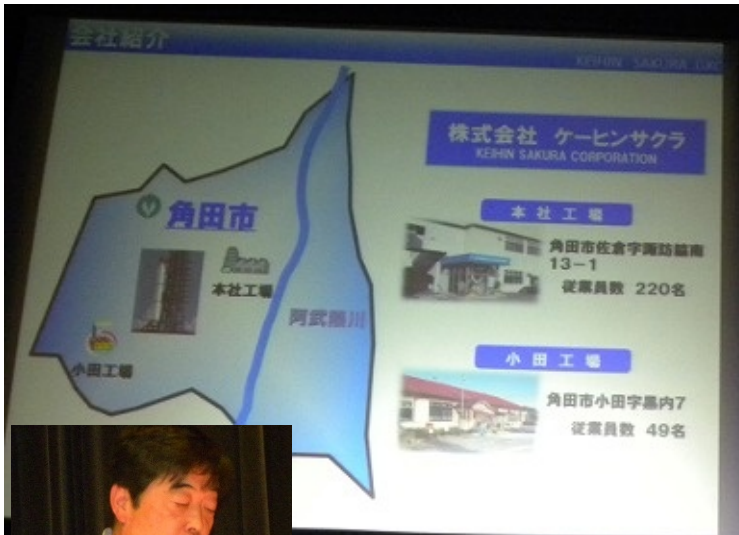 会社紹介
KEIHIN SAKURA
株式会社 ケーヒンサクラ
KEIHIN SAKURA CORPORATION
角田市
本社工場
阿武隈川
小田工場
本社工場
角田市佐倉字諏訪脇南
13-1
従業員数 220名
小田工場
角田市小田字黒内7
従業員数 49名